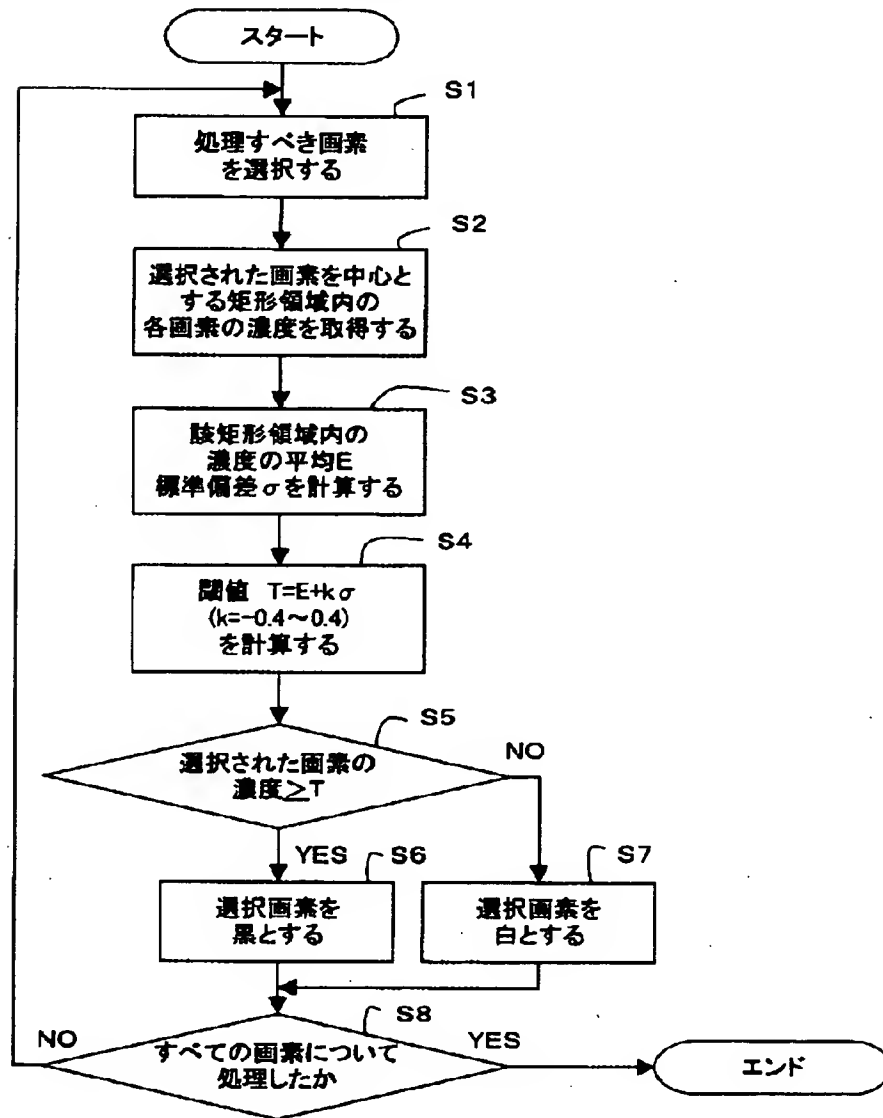 スタート
S1
処理すべき画素
を選択する
S2
選択された画素を中心と
する矩形領域内の
各画素の濃度を取得する
S3
該矩形領域内の
濃度の平均E
標準偏差σを計算する
S4
閾値 T=E+kσ
(k=-0.4～0.4)
を計算する
S5
選択された画素の
濃度≧T
NO
YES
S6
選択画素を
黒とする
S7
選択画素を
白とする
S8
すべての画素について
処理したか
NO
YES
エンド